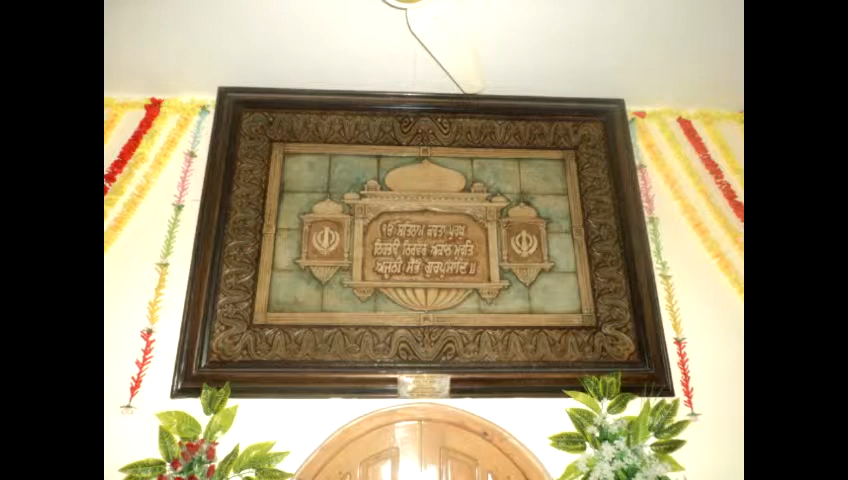 ੴ ਸਤਿਨਾਮ ਕਰਤਾ ਪੁਰਖੁ
ਨਿਰਭਉ ਨਿਰਵੈਰ ਅਕਾਲ ਮੂਰਤਿ
ਅਜੂਨੀ ਸੈਭੰ ਗੁਰਪ੍ਰਸਾਦਿ ॥